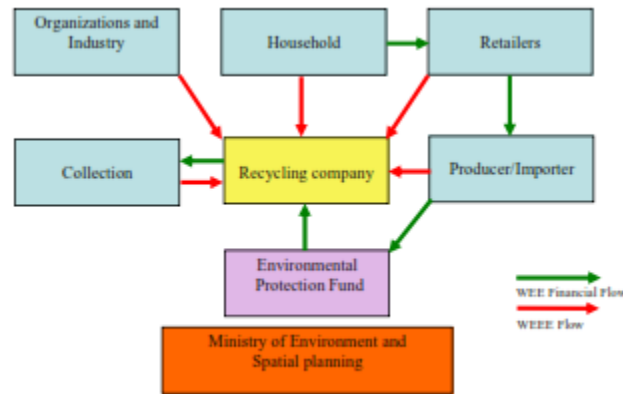 Organizations and
Industry
Household
Retailers
Collection
Recycling company
Producer/Importer
Environmental
Protection Fund
WEE Financial Flow
WEEE Flow
Ministry of Environment and
Spatial planning